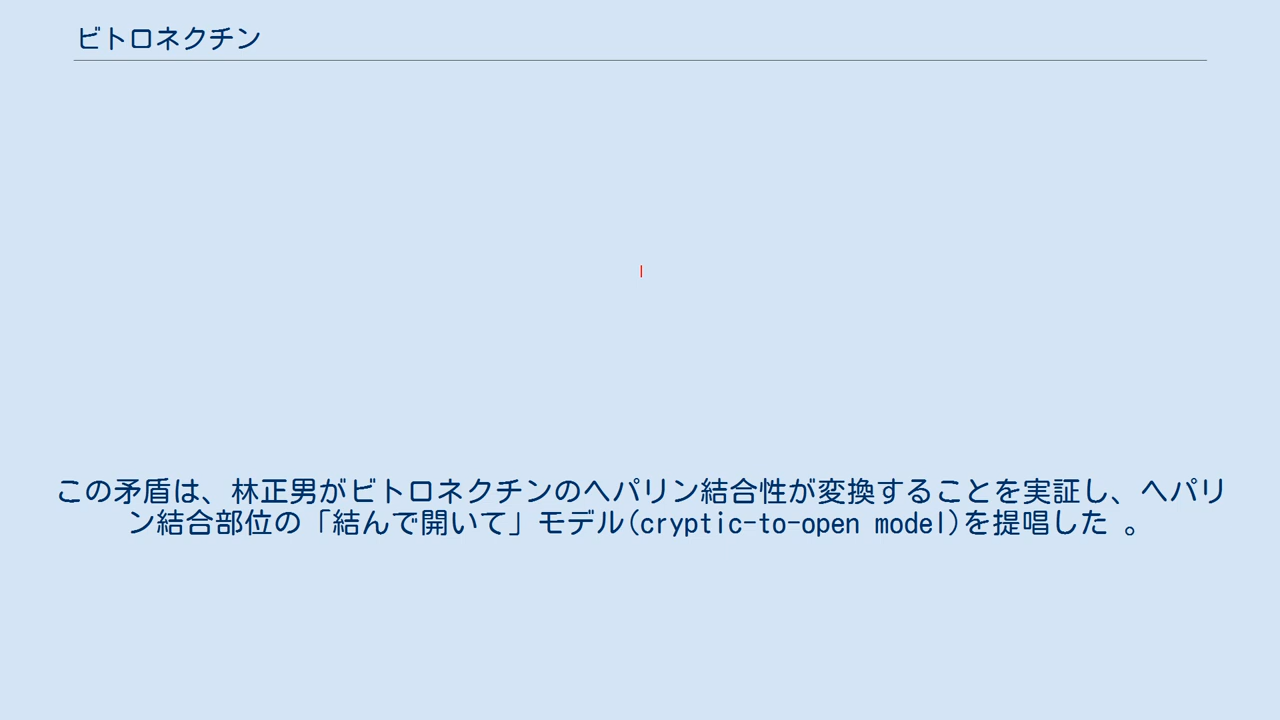 ビトロネクチン
この矛盾は、林正男がビトロネクチンのヘパリン結合性が変換することを実証し、ヘパリ
ン結合部位の「結んで開いて」モデル(cryptic-to-open model)を提唱した 。